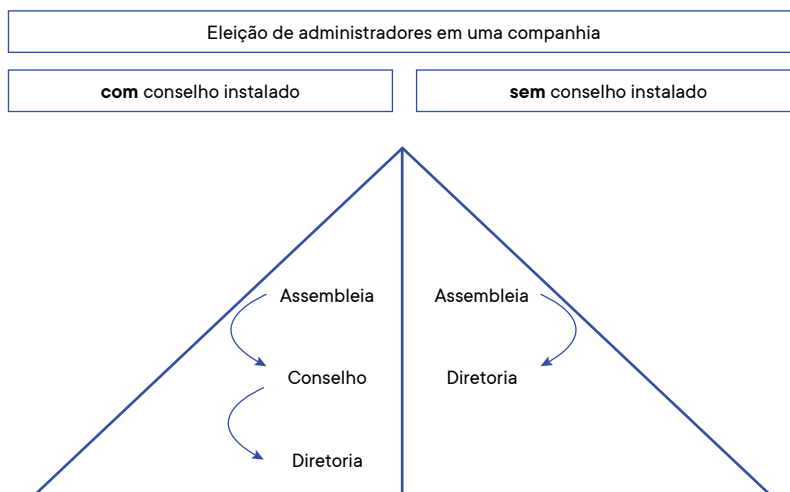 Eleição de administradores em uma companhia
com conselho instalado
sem conselho instalado
Assembleia
Conselho
Diretoria
Assembleia
Diretoria